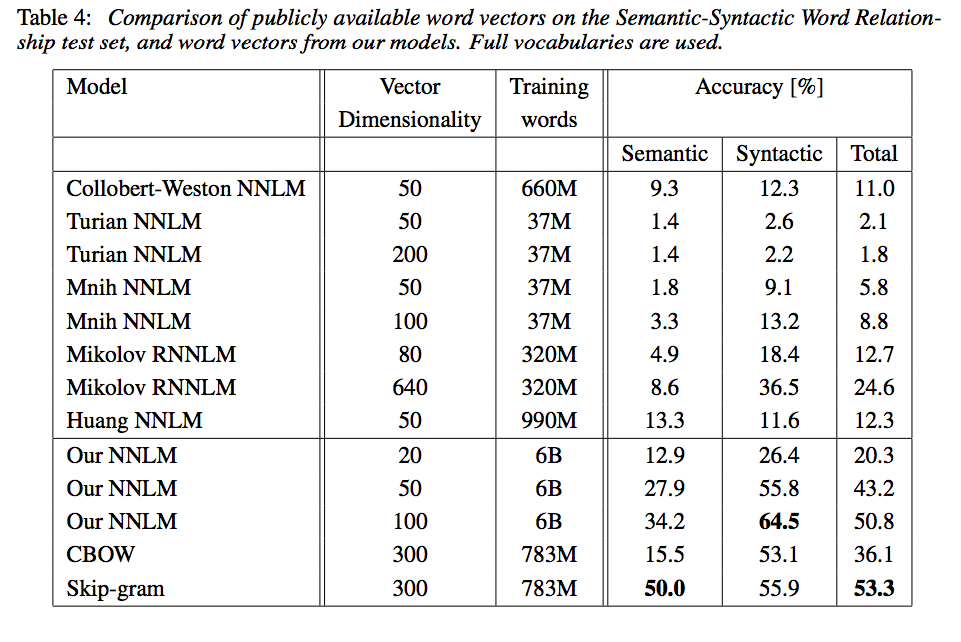 Table 4: Comparison of publicly available word vectors on the Semantic-Syntactic Word Relation-
ship test set, and word vectors from our models. Full vocabularies are used.
Model Vector Training Accuracy [%]
Dimensionality words
Semantic Syntactic Total
Collobert-Weston NNLM 50 660M 9.3 12.3 11.0
Turian NNLM 50 37M 1.4 2.6 2.1
Turian NNLM 200 37M 1.4 2.2 1.8
Mnih NNLM 50 37M 1.8 9.1 5.8
Mnih NNLM 100 37M 3.3 13.2 8.8
Mikolov RNNLM 80 320M 4.9 18.4 12.7
Mikolov RNNLM 640 320M 8.6 36.5 24.6
Huang NNLM 50 990M 13.3 11.6 12.3
Our NNLM 20 6B 12.9 26.4 20.3
Our NNLM 50 6B 27.9 55.8 43.2
Our NNLM 100 6B 34.2 64.5 50.8
CBOW 300 783M 15.5 53.1 36.1
Skip-gram 300 783M 50.0 55.9 53.3